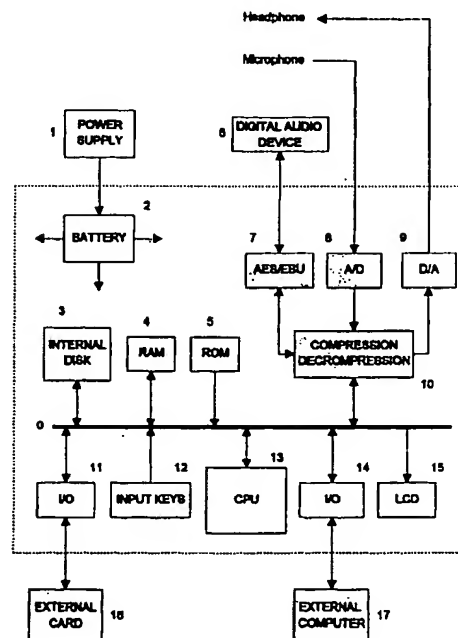 Headphone
Microphone
1
POWER
SUPPLY
6
DIGITAL AUDIO
DEVICE
2
BATTERY
7
8
9
AES/EBU
A/D
D/A
3
4
5
INTERNAL
DISK
RAM
ROM
COMPRESSION
DECROMPRESSION
10
0
11
12
13
14
15
I/O
INPUT KEYS
CPU
I/O
LCD
EXTERNAL
CARD
16
EXTERNAL
COMPUTER
17